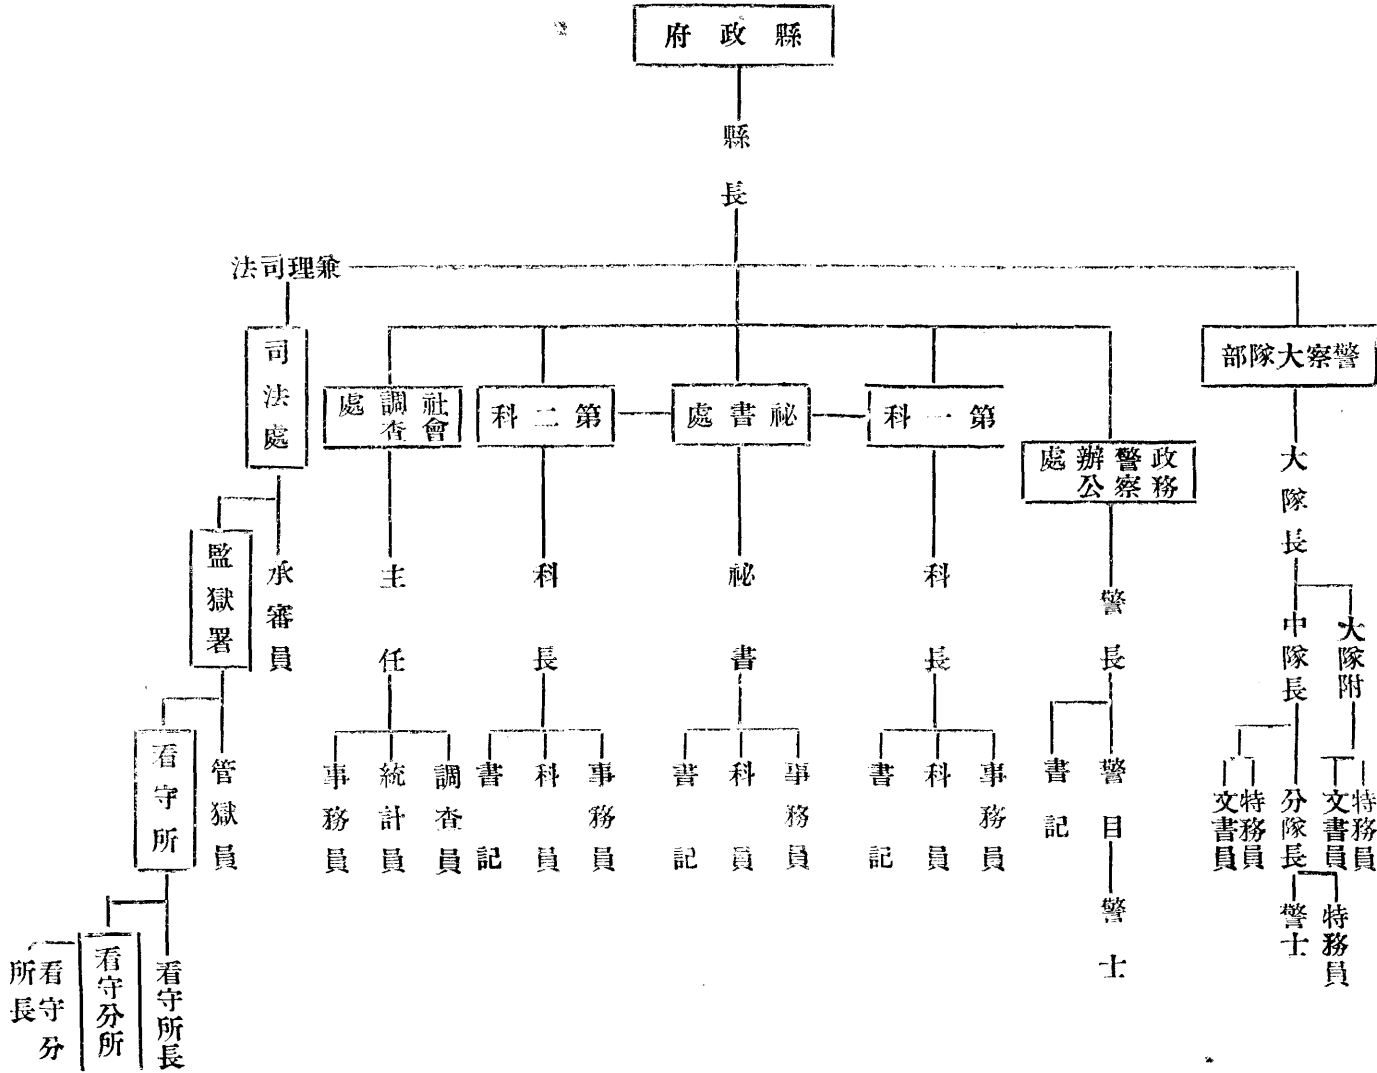 縣政府
縣長
兼理司法
警察大隊部
大隊長
大隊附
特務員
文書員
中隊長
特務員
文書員
分隊長
特務員
警士
政務警察辦公處
警長
警目
書記
警士
第一科
科長
事務員
科員
書記
祕書處
祕書
事務員
科員
書記
第二科
科長
事務員
科員
書記
社會調查處
主任
調查員
統計員
事務員
司法處
承審員
監獄署
管獄員
看守所
看守所長
看守分所
看守分所長